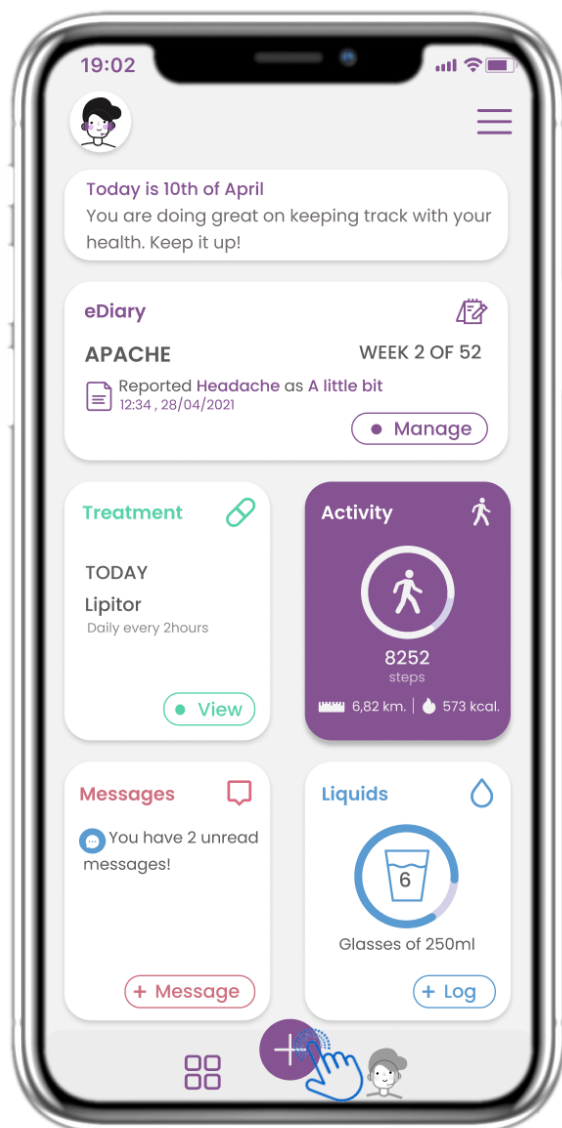 19:02
Today is 10th of April
You are doing great on keeping track with your
health. Keep it up!
eDiary
APACHE
WEEK 2 OF 52
Reported Headache as A little bit
12:34 , 28/04/2021
Manage
Treatment
TODAY
Lipitor
Daily every 2hours
View
Activity
8252
steps
6,82 km.
573 kcal.
Messages
You have 2 unread
messages!
+ Message
Liquids
6
Glasses of 250ml
+ Log